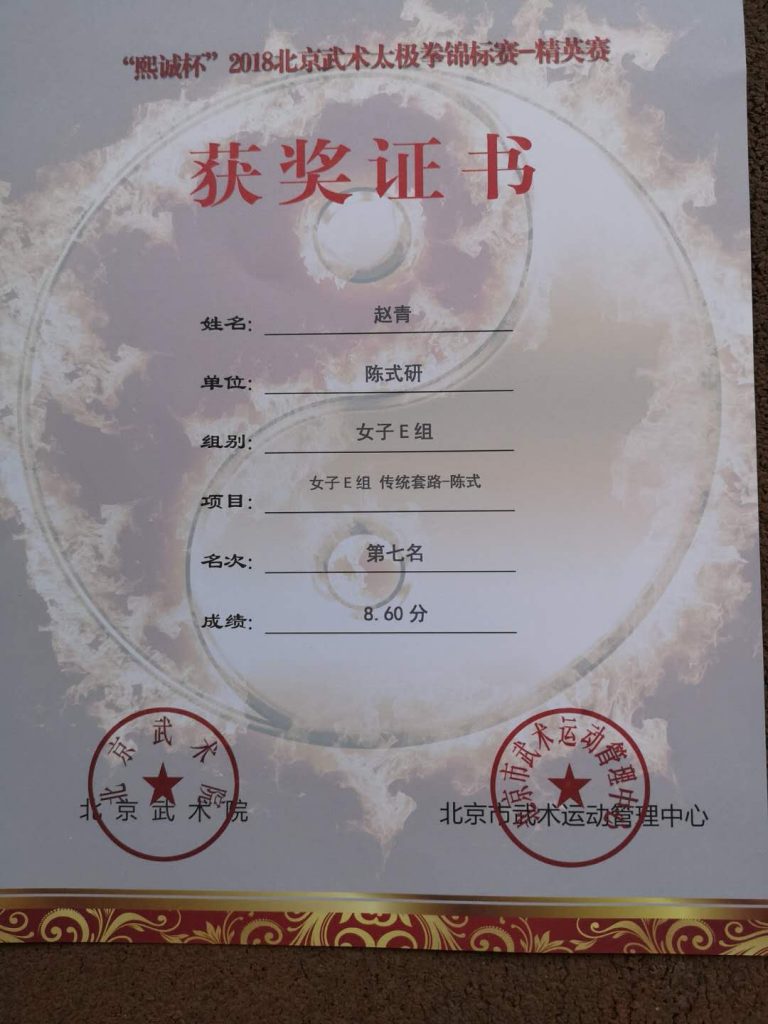 “熙诚杯”2018北京武术太极拳锦标赛-精英赛
获奖证书
姓名: 赵青
单位: 陈式研
组别: 女子E组
项目: 女子E组 传统套路-陈式
名次: 第七名
成绩: 8.60分
北京武术院
北京武术院
北京市武术运动管理中心
北京市武术运动管理中心